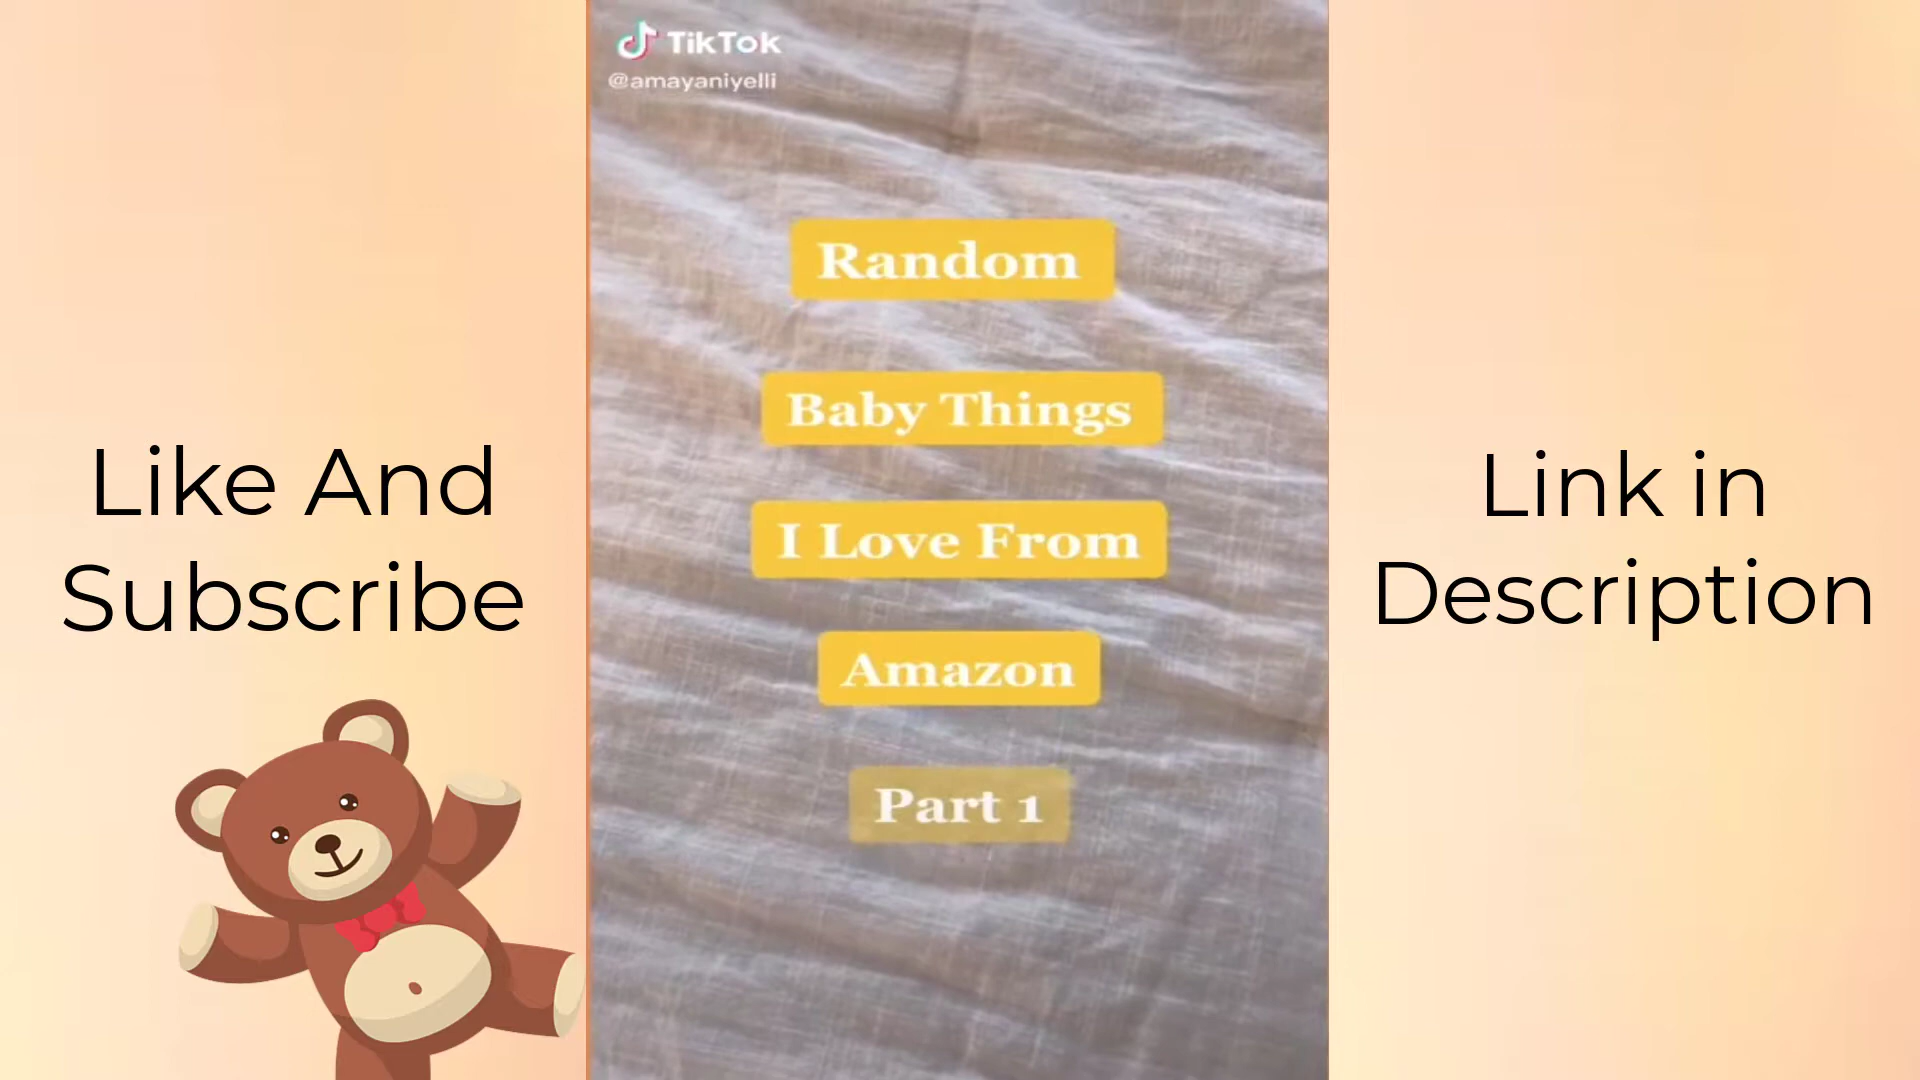 TikTok
@amayaniyelli
Random
Baby Things
I Love From
Amazon
Part 1
Like And
Subscribe
Link in
Description